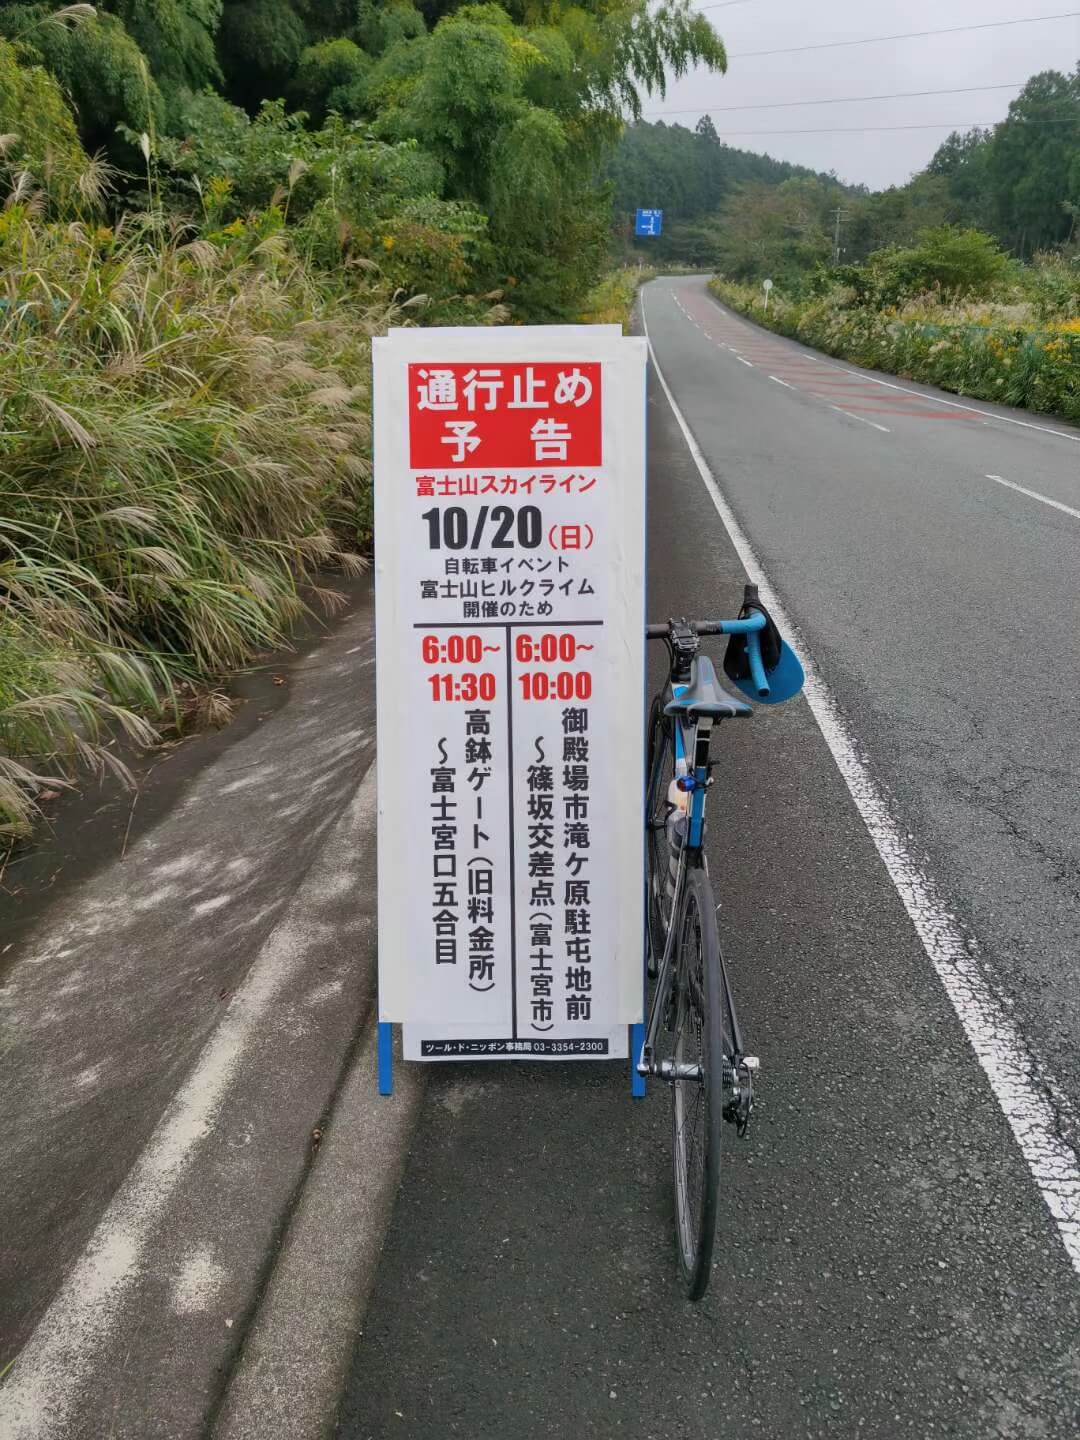 通行止め
予 告
富士山スカイライン
10/20(日)
自転車イベント
富士山ヒルクライム
開催のため
6:00～
10:00
御殿場市滝ケ原駐屯地前
～篠坂交差点(富士宮市)
6:00～
11:30
高鉢ゲート(旧料金所)
～富士宮口五合目
ツール・ド・ニッポン事務局 03-3354-2300